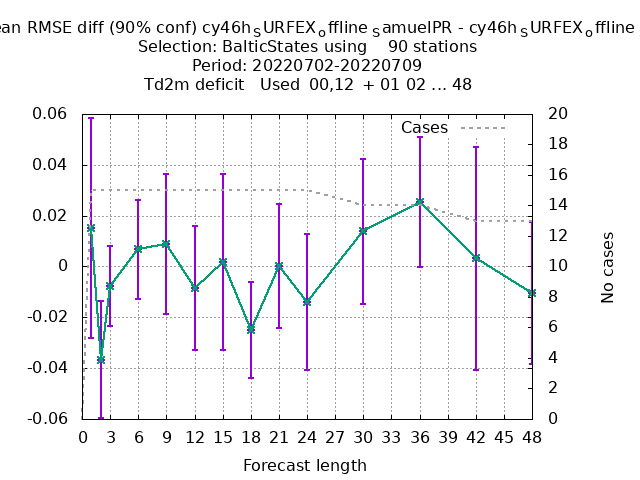 ean RMSE diff (90% conf) cy46hSURFEXoffline SamuelPR - cy46hSURFEXoffline
Selection: BalticStates using 90 stations
Period: 20220702-20220709
Td2m deficit Used 00,12 + 01 02 ... 48
Cases
0.06
0.04
0.02
0
-0.02
-0.04
-0.06
20
18
16
14
12
10
8
6
4
2
0
No cases
0 3 6 9 12 15 18 21 24 27 30 33 36 39 42 45 48
Forecast length